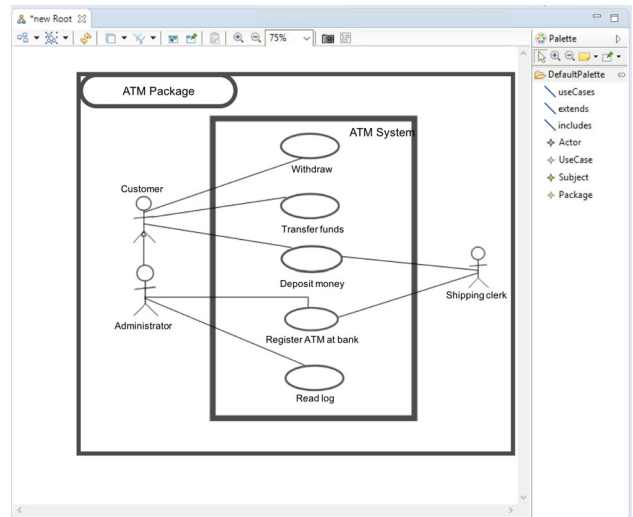 *new Root
75%
Palette
DefaultPalette
useCases
extends
includes
Actor
UseCase
Subject
Package
ATM Package
ATM System
Withdraw
Customer
Transfer funds
Deposit money
Shipping clerk
Administrator
Register ATM at bank
Read log